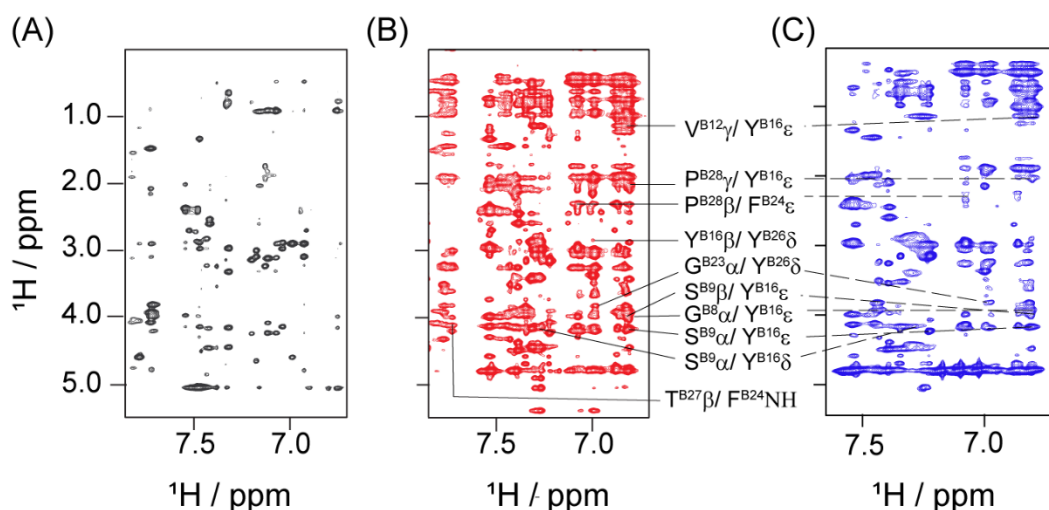 (A)
(B)
(C)
¹H / ppm
1.0
2.0
3.0
4.0
5.0
7.5
7.0
¹H / ppm
7.5
7.0
¹H / ppm
Vᴮ¹²γ/ Yᴮ¹⁶ε
Pᴮ²⁸γ/ Yᴮ¹⁶ε
Pᴮ²⁸β/ Fᴮ²⁴ε
Yᴮ¹⁶β/ Yᴮ²⁶δ
Gᴮ²³α/ Yᴮ²⁶δ
Sᴮ⁹β/ Yᴮ¹⁶ε
Gᴮ⁸α/ Yᴮ¹⁶ε
Sᴮ⁹α/ Yᴮ¹⁶ε
Sᴮ⁹α/ Yᴮ¹⁶δ
Tᴮ²⁷β/ Fᴮ²⁴NH
7.5
7.0
¹H / ppm